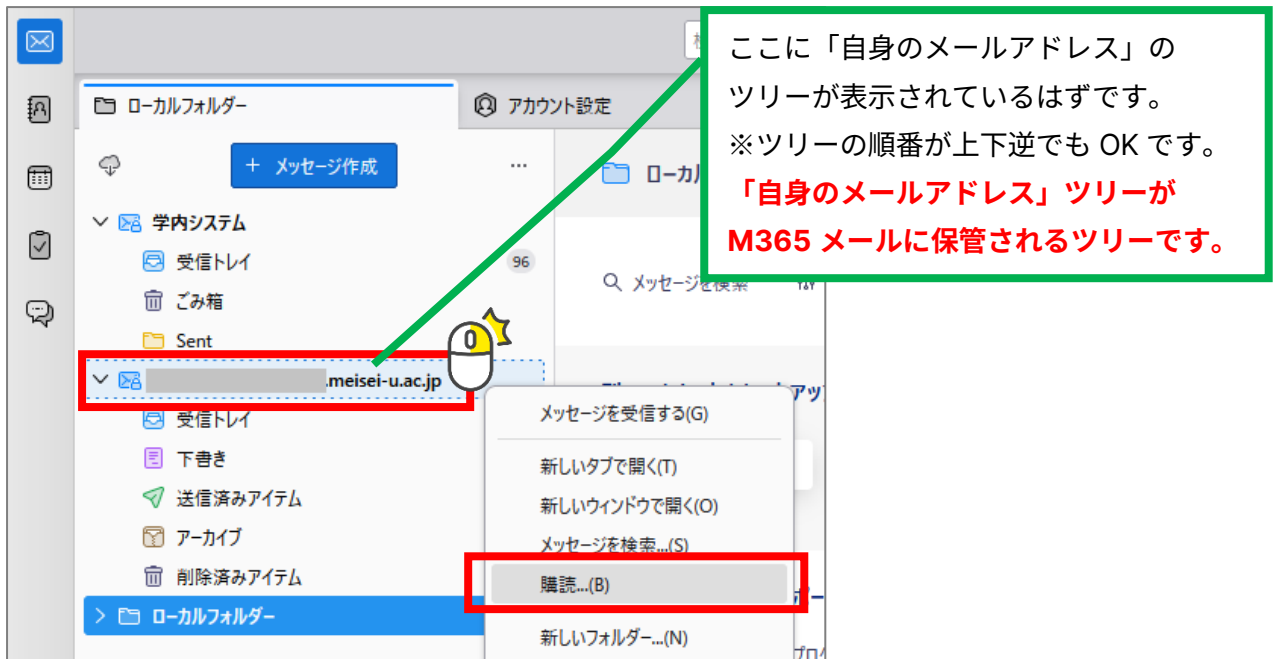 ここに「自身のメールアドレス」の
ツリーが表示されているはずです。
※ツリーの順番が上下逆でも OK です。
「自身のメールアドレス」ツリーが
M365 メールに保管されるツリーです。
ローカルフォルダー
アカウント設定
+ メッセージ作成
…
学内システム
受信トレイ
96
ごみ箱
Sent
.meisei-u.ac.jp
受信トレイ
下書き
送信済みアイテム
アーカイブ
削除済みアイテム
ローカルフォルダー
メッセージを検索
メッセージを受信する(G)
新しいタブで開く(T)
新しいウィンドウで開く(O)
メッセージを検索...(S)
購読...(B)
新しいフォルダー...(N)